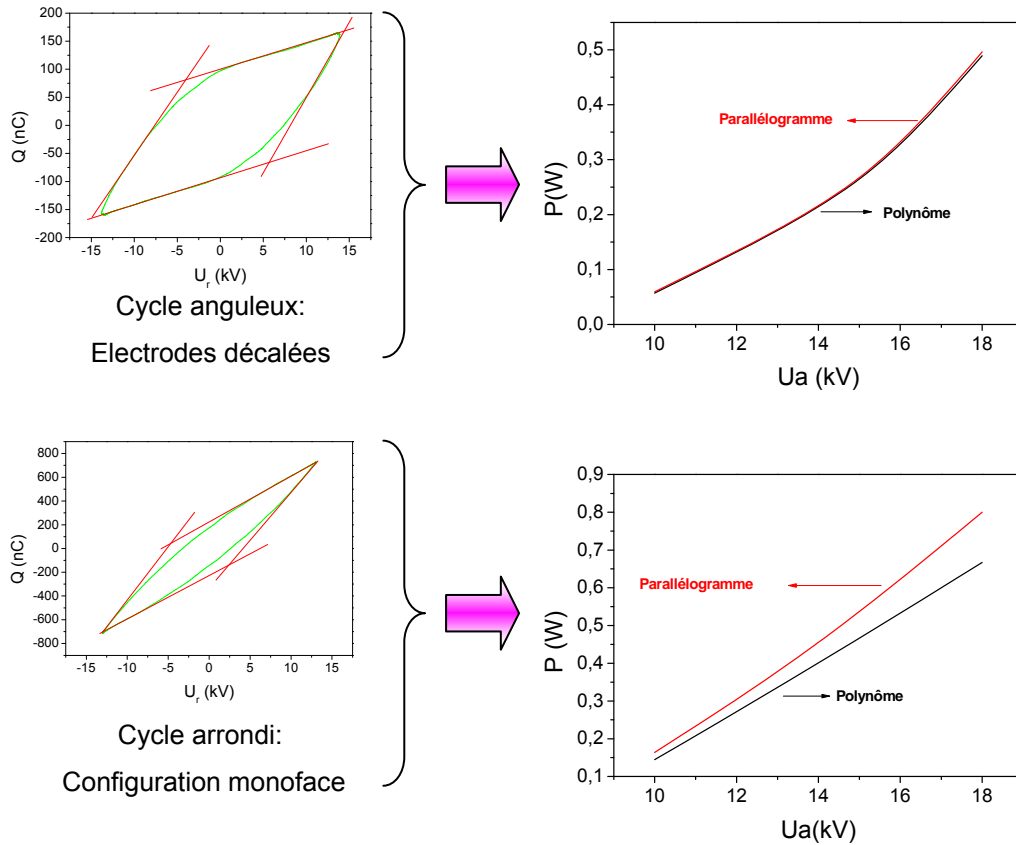 200
150
100
50
0
-50
-100
-150
200
Q (nC)
-15 -10 -5 0 5 10 15
U_r (kV)
Cycle anguleux:
Electrodes décalées
0,5
0,4
0,3
0,2
0,1
0,0
P(W)
Parallélogramme
Polynôme
10 12 14 16 18
Ua (kV)
800
600
400
200
0
-200
-400
-600
-800
Q (nC)
-15 -10 -5 0 5 10 15
U_r (kV)
Cycle arrondi:
Configuration monoface
0,9
0,8
0,7
0,6
0,5
0,4
0,3
0,2
0,1
P (W)
Parallélogramme
Polynôme
10 12 14 16 18
Ua(kV)